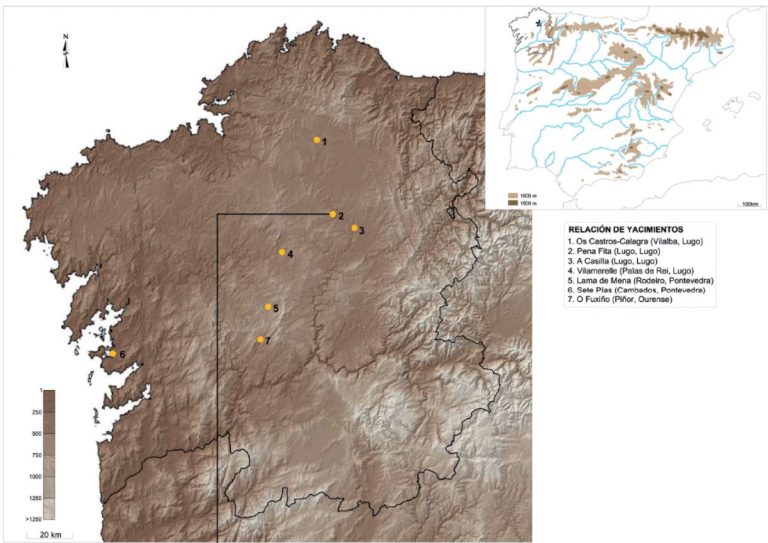 N
1
2
3
4
5
7
6
1
250
500
750
1000
1250
>1250
20 km
1000 m
1500 m
100km
RELACIÓN DE YACIMIENTOS
1. Os Castros-Calagra (Vilalba, Lugo)
2. Pena Fita (Lugo, Lugo)
3. A Casilla (Lugo, Lugo)
4. Vilamerelle (Palas de Rei, Lugo)
5. Lama de Mena (Rodeiro, Pontevedra)
6. Sete Pías (Cambados, Pontevedra)
7. O Fuxiño (Piñor, Ourense)